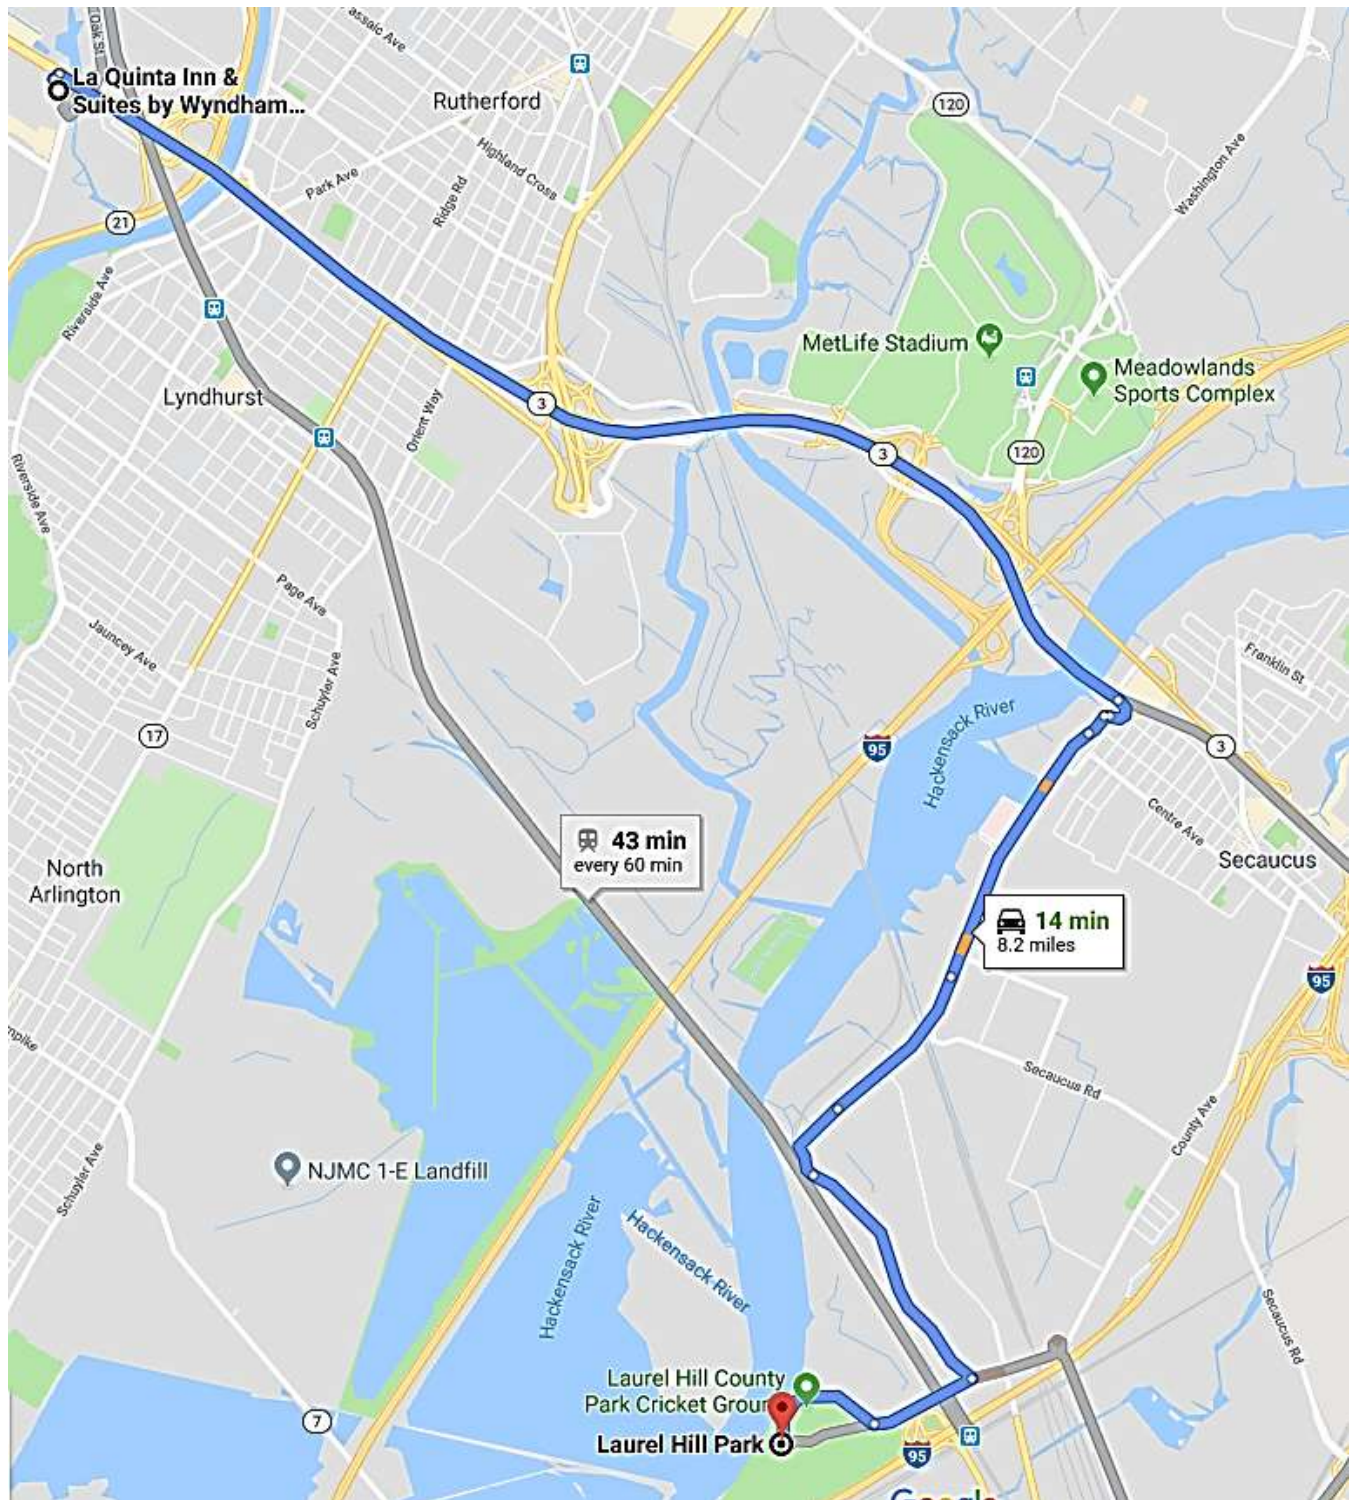 Oak St
assaic Ave
La Quinta Inn &
Suites by Wyndham...
Rutherford
120
Highland Cross
Washington Ave
Park Ave
Ridge Rd
21
Riverside Ave
MetLife Stadium
Meadowlands
Sports Complex
Lyndhurst
3
Orient Way
3
120
Riverside Ave
Page Ave
Jauncey Ave
Schuyler Ave
Franklin St
Hackensack River
17
95
3
Centre Ave
43 min
every 60 min
North
Arlington
Secaucus
14 min
8.2 miles
95
mpike
Secaucus Rd
County Ave
NJMC 1-E Landfill
Schuyler Ave
Hackensack River
Hackensack River
Secaucus Rd
Laurel Hill County
Park Cricket Groun
7
Laurel Hill Park
95
Google